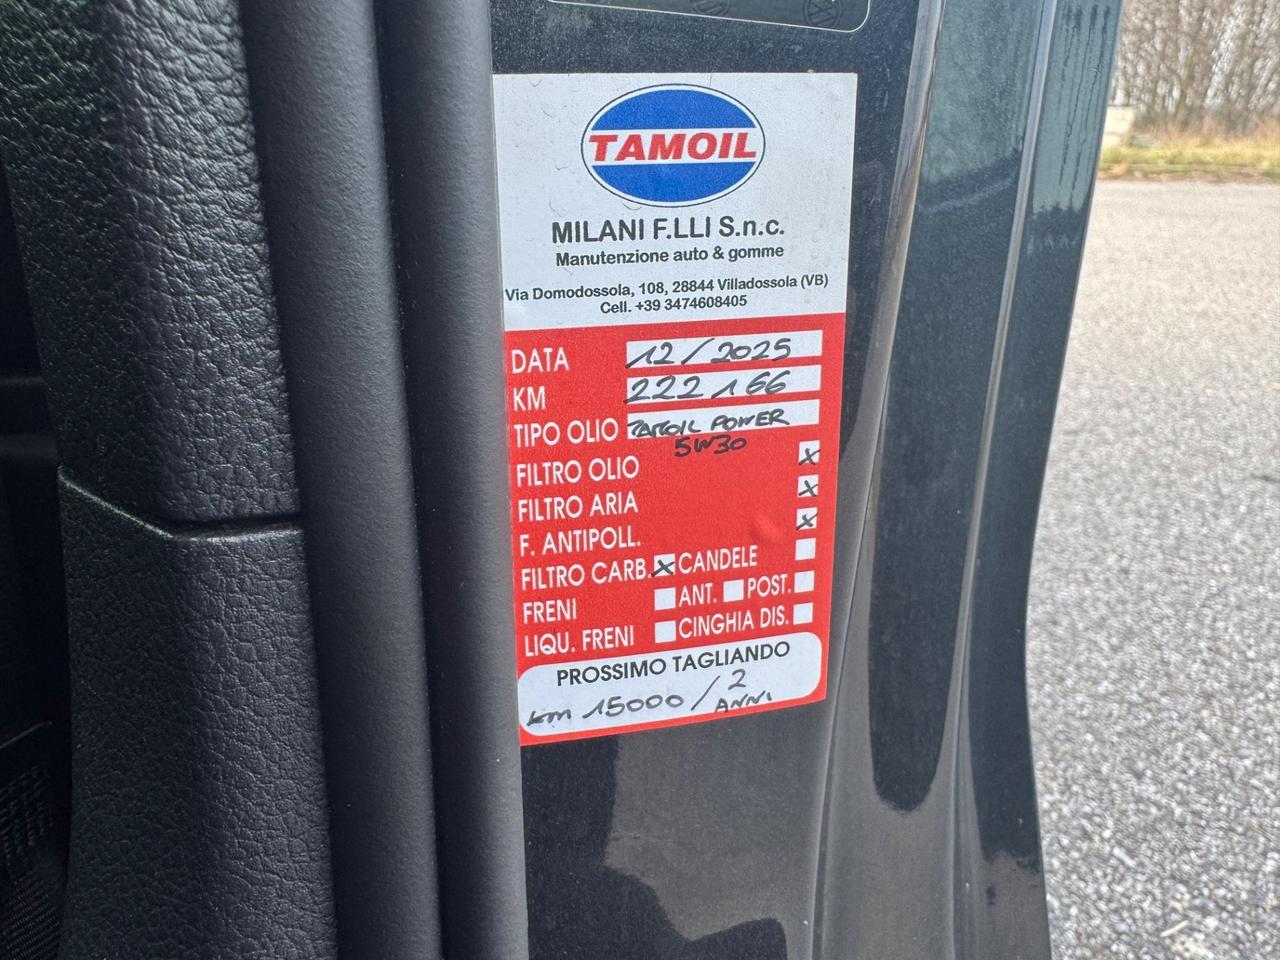 TAMOIL
MILANI F.LLI S.n.c.
Manutenzione auto & gomme
Via Domodossola, 108, 28844 Villadossola (VB)
Cell. +39 3474608405
DATA 12/2025
KM 222166
TIPO OLIO TAMOIL POWER
5W30
FILTRO OLIO X
FILTRO ARIA X
F. ANTIPOLL. X
FILTRO CARB. X CANDELE
FRENI ANT. POST.
LIQU. FRENI CINGHIA DIS.
PROSSIMO TAGLIANDO
km 15000 / 2
ANNI